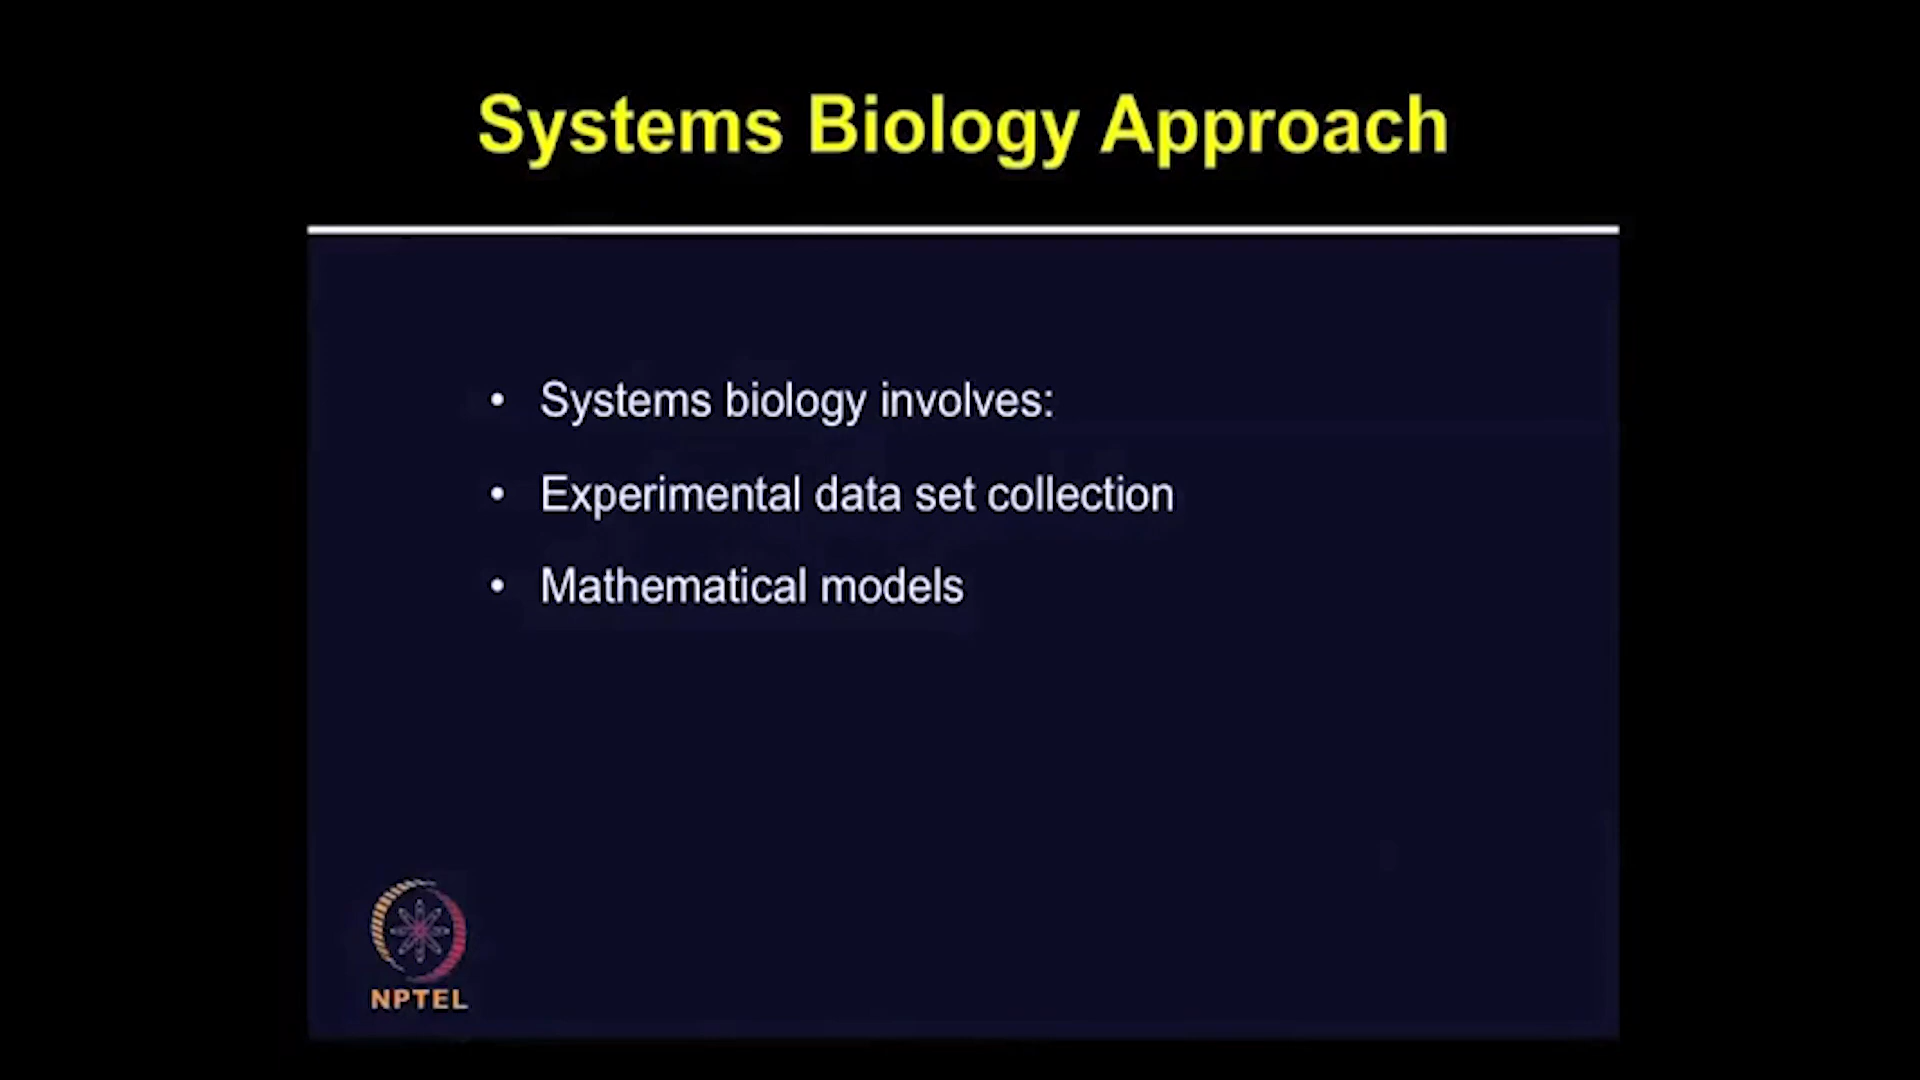 Systems Biology Approach
• Systems biology involves:
• Experimental data set collection
• Mathematical models
NPTEL